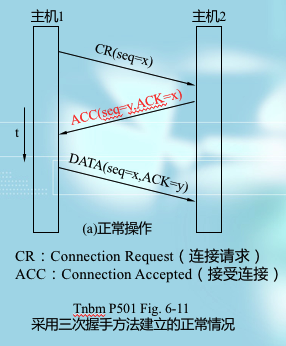 主机1 主机2
CR(seq=x)
ACC(seq=y,ACK=x)
t
DATA(seq=x,ACK=y)
(a)正常操作
CR：Connection Request（连接请求）
ACC：Connection Accepted（接受连接）
Tnbm P501 Fig. 6-11
采用三次握手方法建立的正常情况